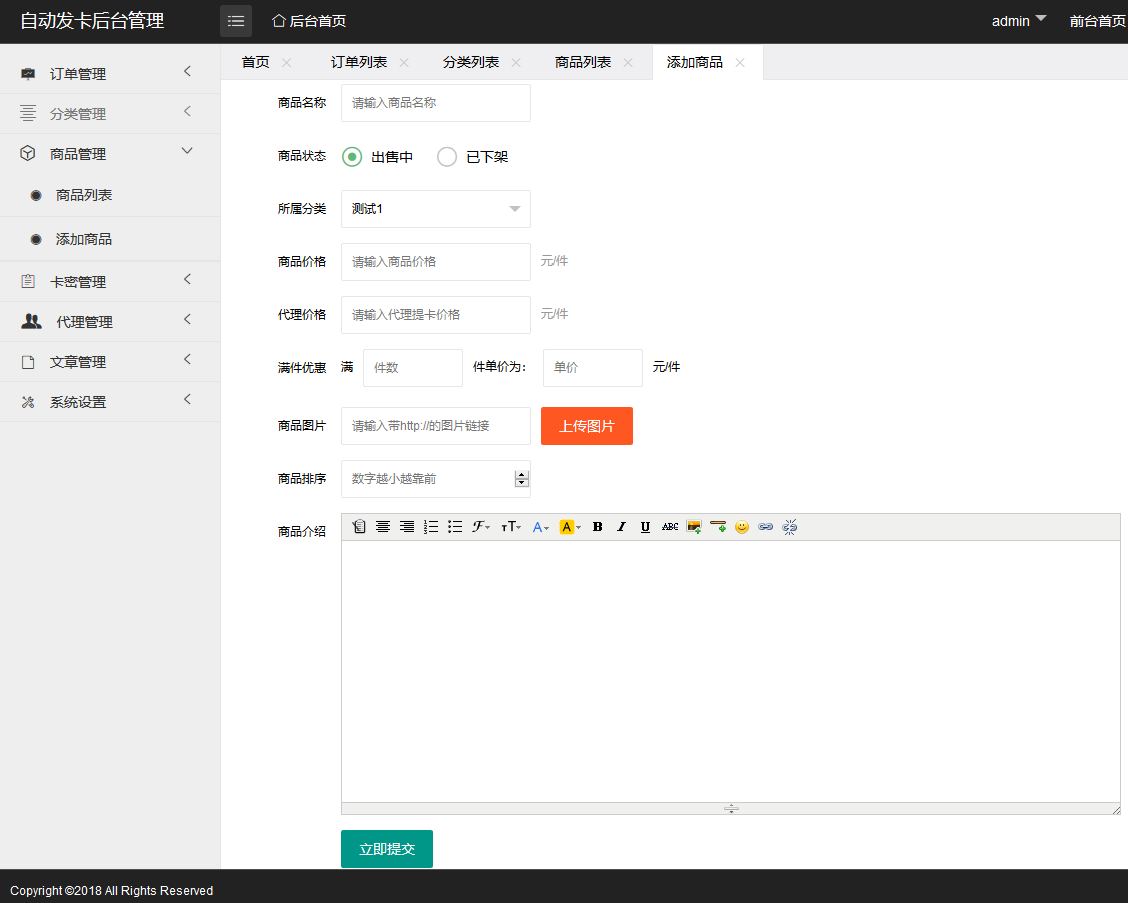 自动发卡后台管理 后台首页 admin 前台首页
首页 订单列表 分类列表 商品列表 添加商品
订单管理
分类管理
商品管理
商品列表
添加商品
卡密管理
代理管理
文章管理
系统设置
商品名称 请输入商品名称
商品状态 出售中 已下架
所属分类 测试1
商品价格 请输入商品价格 元/件
代理价格 请输入代理提卡价格 元/件
满件优惠 满 件数 件单价为: 单价 元/件
商品图片 请输入带http://的图片链接 上传图片
商品排序 数字越小越靠前
商品介绍
立即提交
Copyright ©2018 All Rights Reserved